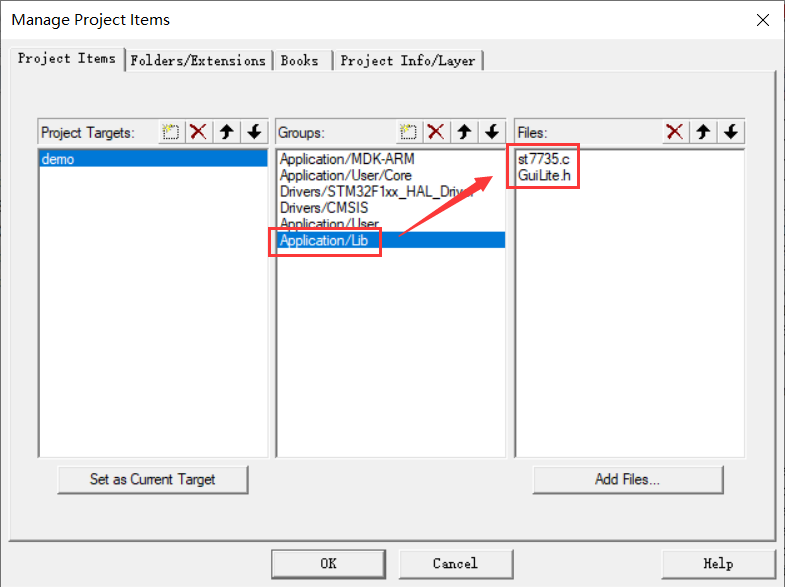 Manage Project Items
Project Items Folders/Extensions Books Project Info/Layer
Project Targets:
demo
Set as Current Target
Groups:
Application/MDK-ARM
Application/User/Core
Drivers/STM32F1xx_HAL_Driver
Drivers/CMSIS
Application/User
Application/Lib
Files:
st7735.c
GuiLite.h
Add Files...
OK Cancel Help